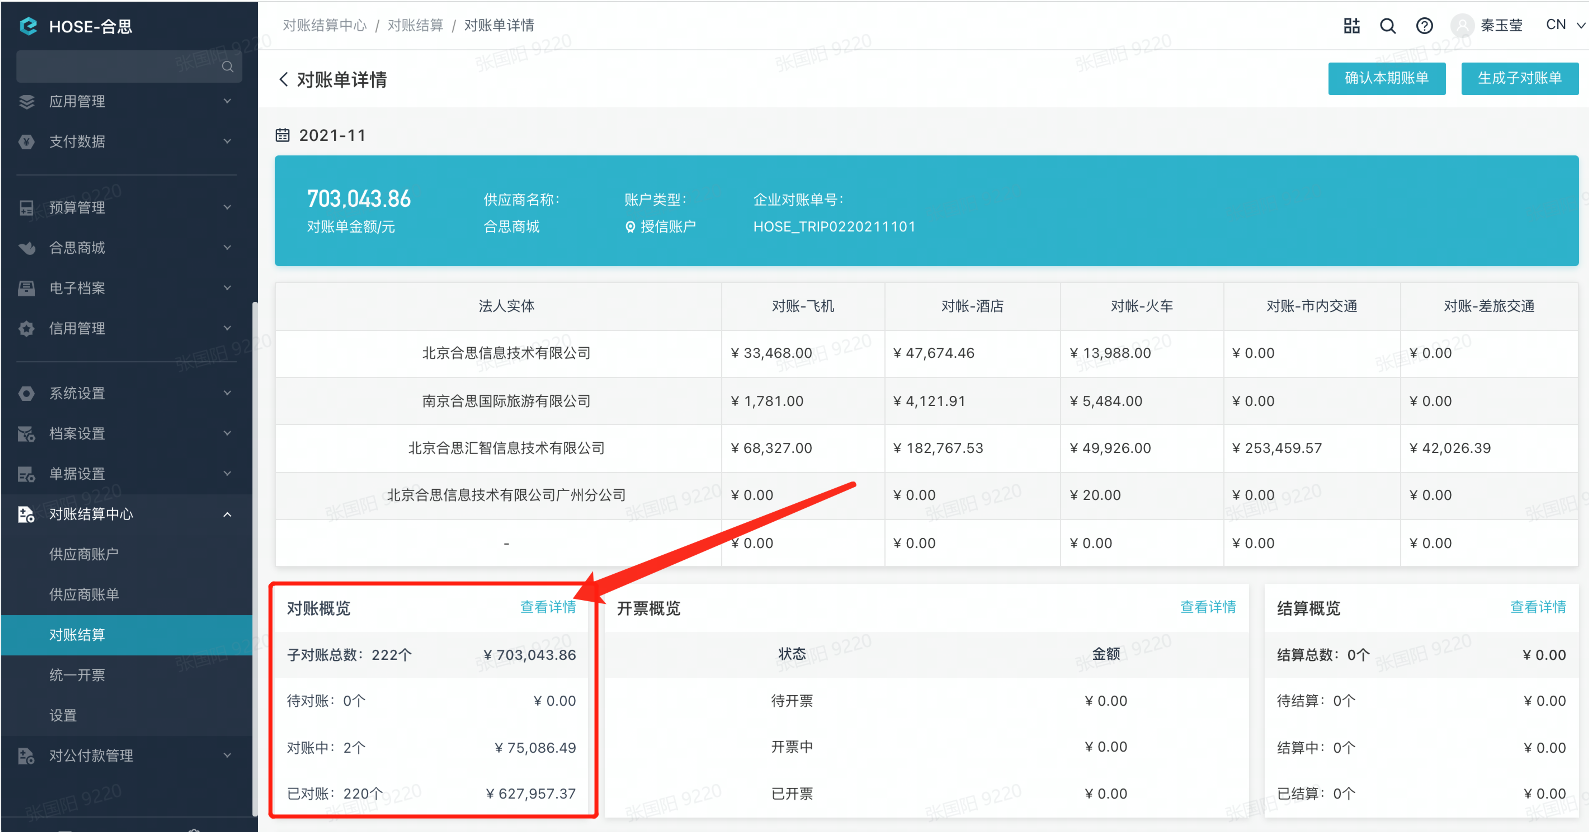 HOSE-合思
应用管理
支付数据
预算管理
合思商城
电子档案
信用管理
系统设置
档案设置
单据设置
对账结算中心
供应商账户
供应商账单
对账结算
统一开票
设置
对公付款管理
对账结算中心 / 对账结算 / 对账单详情
秦玉莹 CN
对账单详情
确认本期账单 生成子对账单
2021-11
703,043.86 供应商名称: 账户类型: 企业对账单号:
对账单金额/元 合思商城 授信账户 HOSE_TRIP0220211101
法人实体 对账-飞机 对帐-酒店 对帐-火车 对账-市内交通 对账-差旅交通
北京合思信息技术有限公司 ¥ 33,468.00 ¥ 47,674.46 ¥ 13,988.00 ¥ 0.00 ¥ 0.00
南京合思国际旅游有限公司 ¥ 1,781.00 ¥ 4,121.91 ¥ 5,484.00 ¥ 0.00 ¥ 0.00
北京合思汇智信息技术有限公司 ¥ 68,327.00 ¥ 182,767.53 ¥ 49,926.00 ¥ 253,459.57 ¥ 42,026.39
北京合思信息技术有限公司广州分公司 ¥ 0.00 ¥ 0.00 ¥ 20.00 ¥ 0.00 ¥ 0.00
- ¥ 0.00 ¥ 0.00 ¥ 0.00 ¥ 0.00 ¥ 0.00
对账概览 查看详情
子对账总数: 222个 ¥ 703,043.86
待对账: 0个 ¥ 0.00
对账中: 2个 ¥ 75,086.49
已对账: 220个 ¥ 627,957.37
开票概览 查看详情
状态 金额
待开票 ¥ 0.00
开票中 ¥ 0.00
已开票 ¥ 0.00
结算概览 查看详情
结算总数: 0个 ¥ 0.00
待结算: 0个 ¥ 0.00
结算中: 0个 ¥ 0.00
已结算: 0个 ¥ 0.00
张国阳 9220